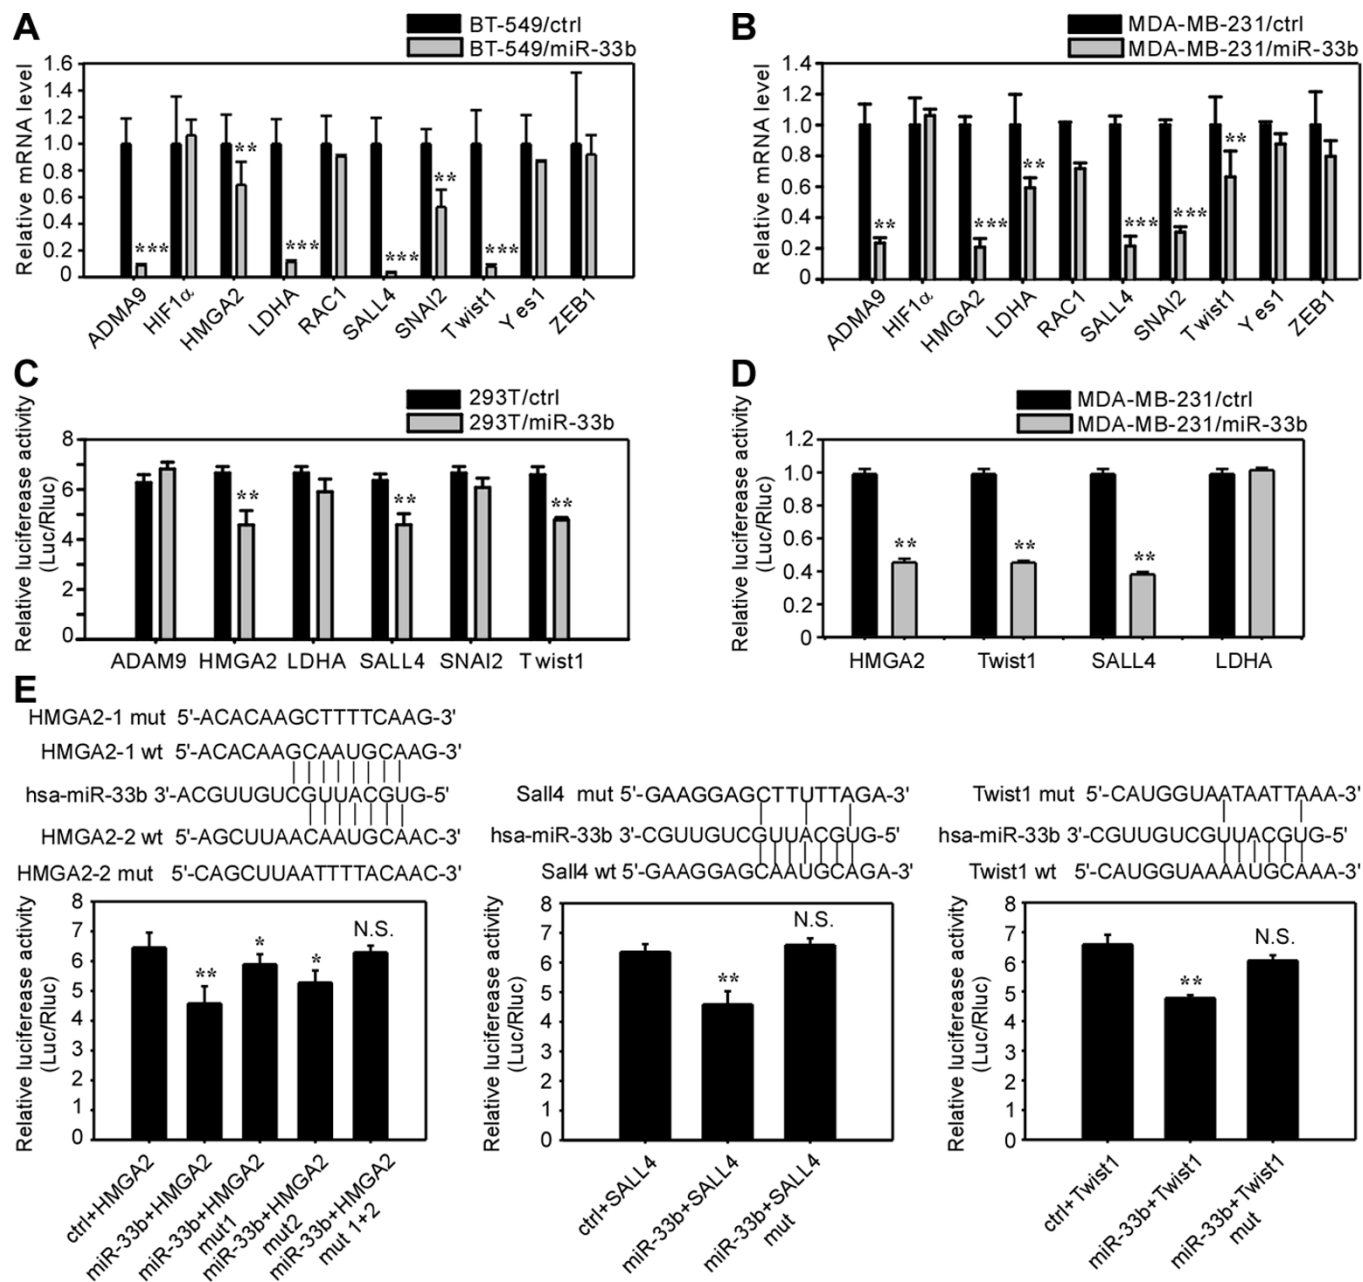 A
BT-549/ctrl
BT-549/miR-33b
Relative mRNA level
1.6
1.4
1.2
1.0
0.8
0.6
0.4
0.2
0
***
**
***
***
**
***
ADMA9
HIF1α
HMGA2
LDHA
RAC1
SALL4
SNAI2
Twist1
Yes1
ZEB1
B
MDA-MB-231/ctrl
MDA-MB-231/miR-33b
Relative mRNA level
1.4
1.2
1.0
0.8
0.6
0.4
0.2
0
**
***
**
***
***
**
ADMA9
HIF1α
HMGA2
LDHA
RAC1
SALL4
SNAI2
Twist1
Yes1
ZEB1
C
293T/ctrl
293T/miR-33b
Relative luciferase activity
(Luc/Rluc)
8
6
4
2
0
**
**
**
ADAM9
HMGA2
LDHA
SALL4
SNAI2
Twist1
D
MDA-MB-231/ctrl
MDA-MB-231/miR-33b
Relative luciferase activity
(Luc/Rluc)
1.2
1.0
0.8
0.6
0.4
0.2
0
**
**
**
HMGA2
Twist1
SALL4
LDHA
E
HMGA2-1 mut 5'-ACACAAGCTTTTCAAG-3'
HMGA2-1 wt 5'-ACACAAGCAAUGCAAG-3'
hsa-miR-33b 3'-ACGUUGUCGUUACGUG-5'
HMGA2-2 wt 5'-AGCUUAACAAUGCAAC-3'
HMGA2-2 mut 5'-CAGCUUAATTTTACAAC-3'
Relative luciferase activity
(Luc/Rluc)
8
7
6
5
4
3
2
1
0
**
*
*
N.S.
ctrl+HMGA2
miR-33b+HMGA2
miR-33b+HMGA2
mut1
miR-33b+HMGA2
mut2
miR-33b+HMGA2
mut 1+2
Sall4 mut 5'-GAAGGAGCTTUTTAGA-3'
hsa-miR-33b 3'-CGUUGUCGUUACGUG-5'
Sall4 wt 5'-GAAGGAGCAAUGCAGA-3'
Relative luciferase activity
(Luc/Rluc)
8
7
6
5
4
3
2
1
0
**
N.S.
ctrl+SALL4
miR-33b+SALL4
miR-33b+SALL4
mut
Twist1 mut 5'-CAUGGUAATAATTAAA-3'
hsa-miR-33b 3'-CGUUGUCGUUACGUG-5'
Twist1 wt 5'-CAUGGUAAAAUGCAAA-3'
Relative luciferase activity
(Luc/Rluc)
8
7
6
5
4
3
2
1
0
**
N.S.
ctrl+Twist1
miR-33b+Twist1
miR-33b+Twist1
mut